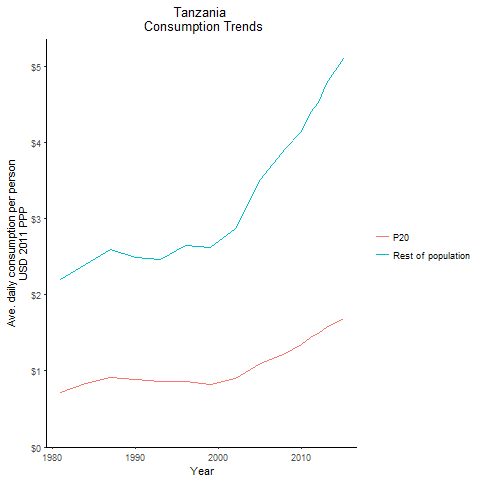 Tanzania
Consumption Trends
Ave. daily consumption per person
USD 2011 PPP
$5
$4
$3
$2
$1
$0
1980 1990 2000 2010
Year
P20
Rest of population